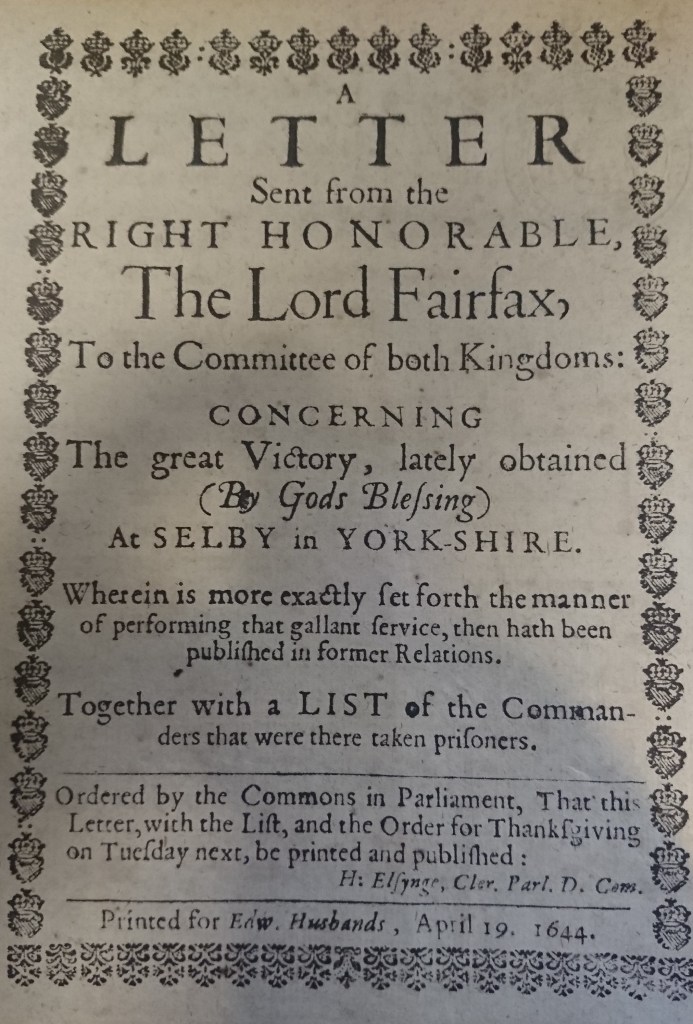 A
LETTER
Sent from the
RIGHT HONORABLE,
The Lord Fairfax,
To the Committee of both Kingdoms:
CONCERNING
The great Victory, lately obtained
(By Gods Bleſsing)
At SELBY in YORK-SHIRE.
Wherein is more exactly ſet forth the manner
of performing that gallant ſervice, then hath been
publiſhed in former Relations.
Together with a LIST of the Comman-
ders that were there taken priſoners.
Ordered by the Commons in Parliament, That this
Letter, with the Liſt, and the Order for Thankſgiving
on Tueſday next, be printed and publiſhed:
H: Elſynge, Cler. Parl. D. Com.
Printed for Edw. Husbands, April 19. 1644.